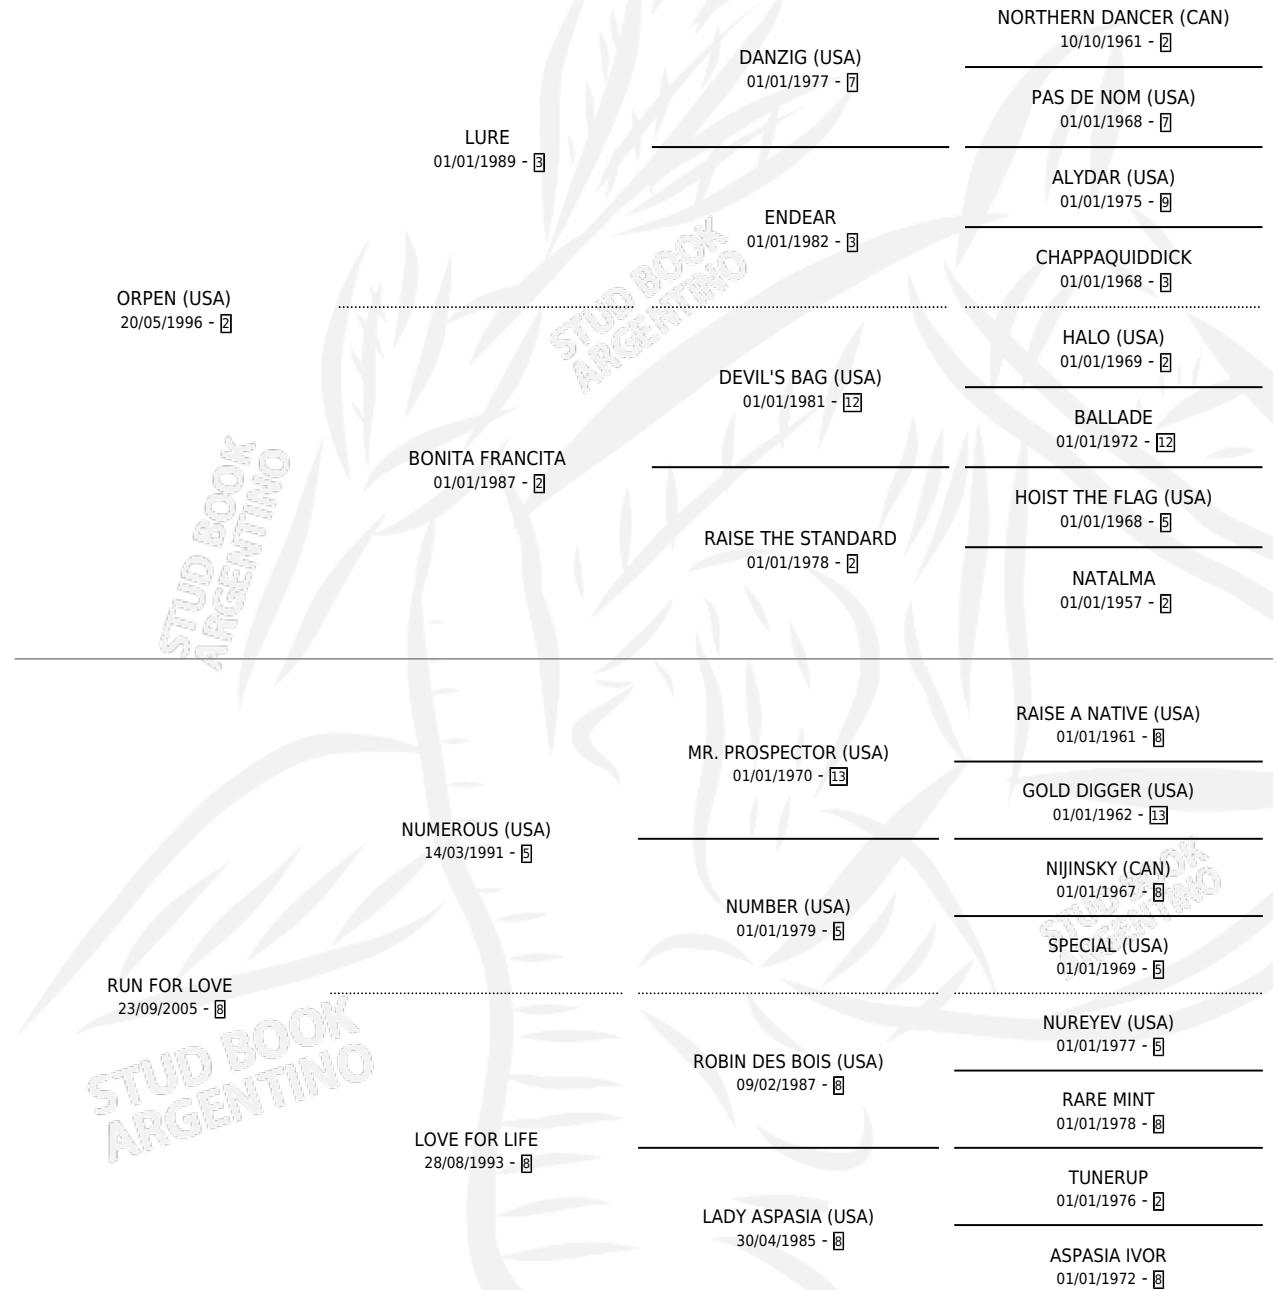 NORTHERN DANCER (CAN)
10/10/1961 - 2
DANZIG (USA)
01/01/1977 - 7
PAS DE NOM (USA)
01/01/1968 - 7
LURE
01/01/1989 - 3
ALYDAR (USA)
01/01/1975 - 9
ENDEAR
01/01/1982 - 3
CHAPPAQUIDDICK
01/01/1968 - 3
ORPEN (USA)
20/05/1996 - 2
HALO (USA)
01/01/1969 - 2
DEVIL'S BAG (USA)
01/01/1981 - 12
BALLADE
01/01/1972 - 12
BONITA FRANCITA
01/01/1987 - 2
HOIST THE FLAG (USA)
01/01/1968 - 5
RAISE THE STANDARD
01/01/1978 - 2
NATALMA
01/01/1957 - 2
RAISE A NATIVE (USA)
01/01/1961 - 8
MR. PROSPECTOR (USA)
01/01/1970 - 13
GOLD DIGGER (USA)
01/01/1962 - 13
NUMEROUS (USA)
14/03/1991 - 5
NIJINSKY (CAN)
01/01/1967 - 8
NUMBER (USA)
01/01/1979 - 5
SPECIAL (USA)
01/01/1969 - 5
RUN FOR LOVE
23/09/2005 - 8
NUREYEV (USA)
01/01/1977 - 5
ROBIN DES BOIS (USA)
09/02/1987 - 8
RARE MINT
01/01/1978 - 8
LOVE FOR LIFE
28/08/1993 - 8
TUNERUP
01/01/1976 - 2
LADY ASPASIA (USA)
30/04/1985 - 8
ASPASIA IVOR
01/01/1972 - 8
STUD BOOK
ARGENTINO
STUD BOOK
ARGENTINO
STUD BOOK
ARGENTINO
STUD BOOK
ARGENTINO